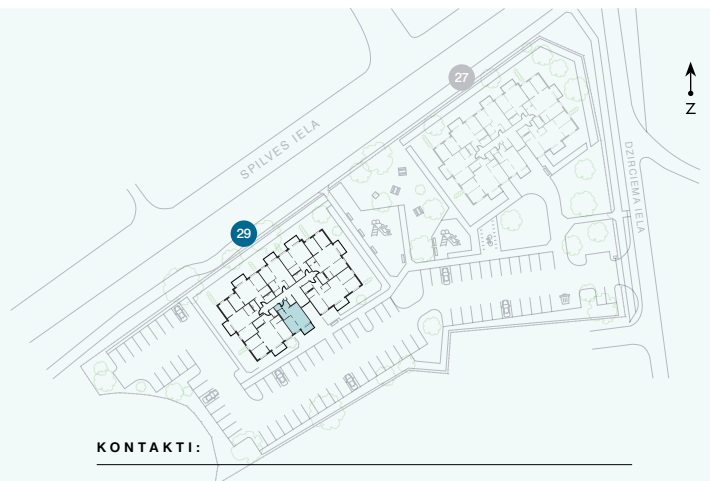 27
Z
SPILVES IELA
DZIRCIEMA IELA
29
KONTAKTI: